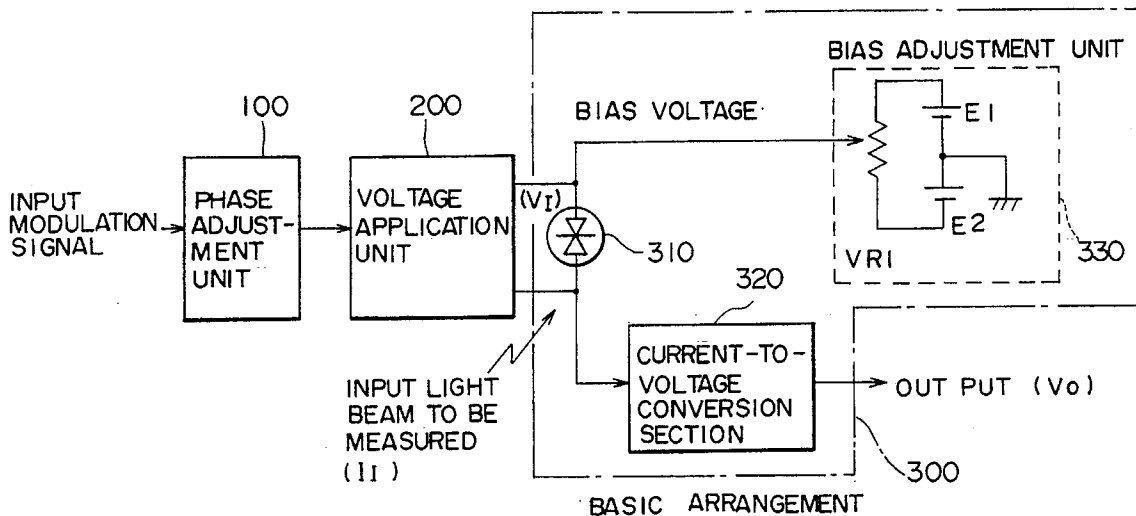 BIAS ADJUSTMENT UNIT
100
200
BIAS VOLTAGE
E1
E2
VR1
330
INPUT
MODULATION
SIGNAL
PHASE
ADJUST-
MENT
UNIT
VOLTAGE
APPLICATION
UNIT
(VI)
310
320
CURRENT-TO-
VOLTAGE
CONVERSION
SECTION
OUT PUT (Vo)
INPUT LIGHT
BEAM TO BE
MEASURED
(II)
300
BASIC ARRANGEMENT